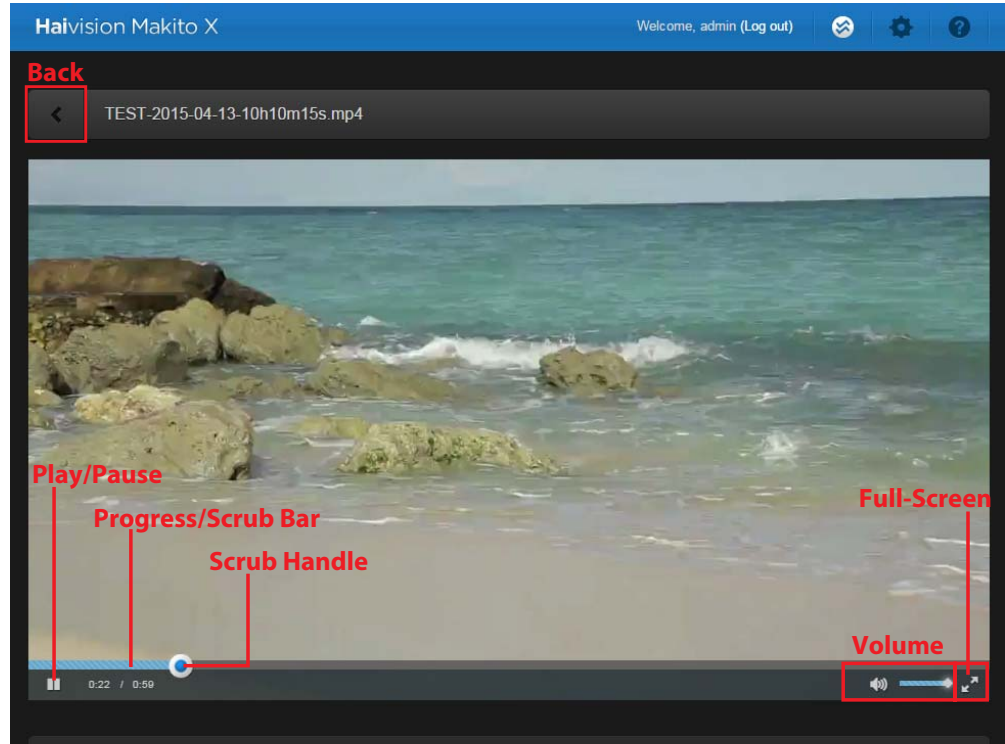 Haivision Makito X
Welcome, admin (Log out)
Back
TEST-2015-04-13-10h10m15s.mp4
Play/Pause
Full-Screen
Progress/Scrub Bar
Scrub Handle
Volume
0:22 / 0:59